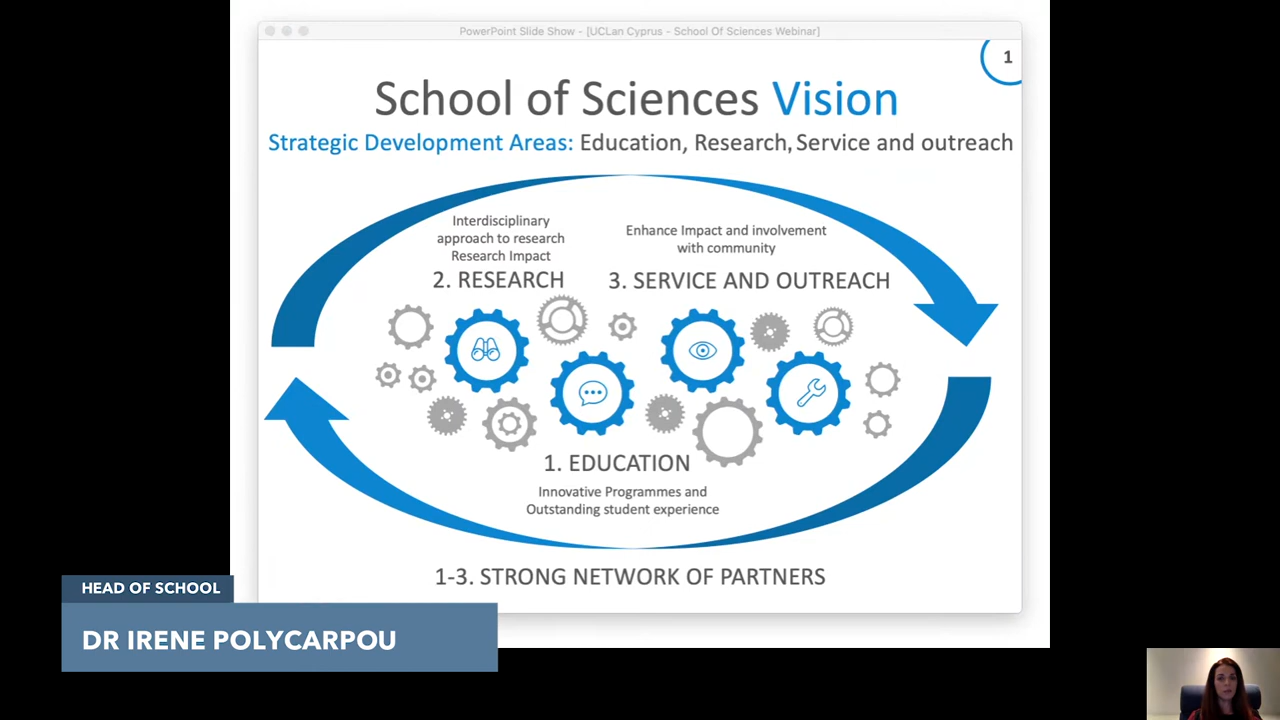 PowerPoint Slide Show - [UCLan Cyprus - School Of Sciences Webinar]
1
School of Sciences Vision
Strategic Development Areas: Education, Research, Service and outreach
Interdisciplinary
approach to research
Research Impact
2. RESEARCH
Enhance Impact and involvement
with community
3. SERVICE AND OUTREACH
1. EDUCATION
Innovative Programmes and
Outstanding student experience
1-3. STRONG NETWORK OF PARTNERS
HEAD OF SCHOOL
DR IRENE POLYCARPOU